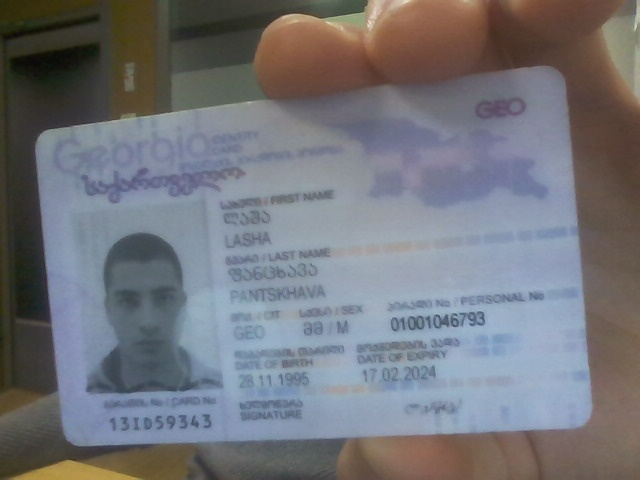 Georgia IDENTITY CARD
საქართველო
GEO
სახელი / FIRST NAME
ლაშა
LASHA
გვარი / LAST NAME
ფანცხავა
PANTSKHAVA
მოქ. / CIT სქესი / SEX პირადი No / PERSONAL No
GEO მმ / M 01001046793
დაბადების თარიღი მოქმედების ვადა
DATE OF BIRTH DATE OF EXPIRY
28.11.1995 17.02.2024
ბარათის No / CARD No
13ID59343
ხელმოწერა
SIGNATURE